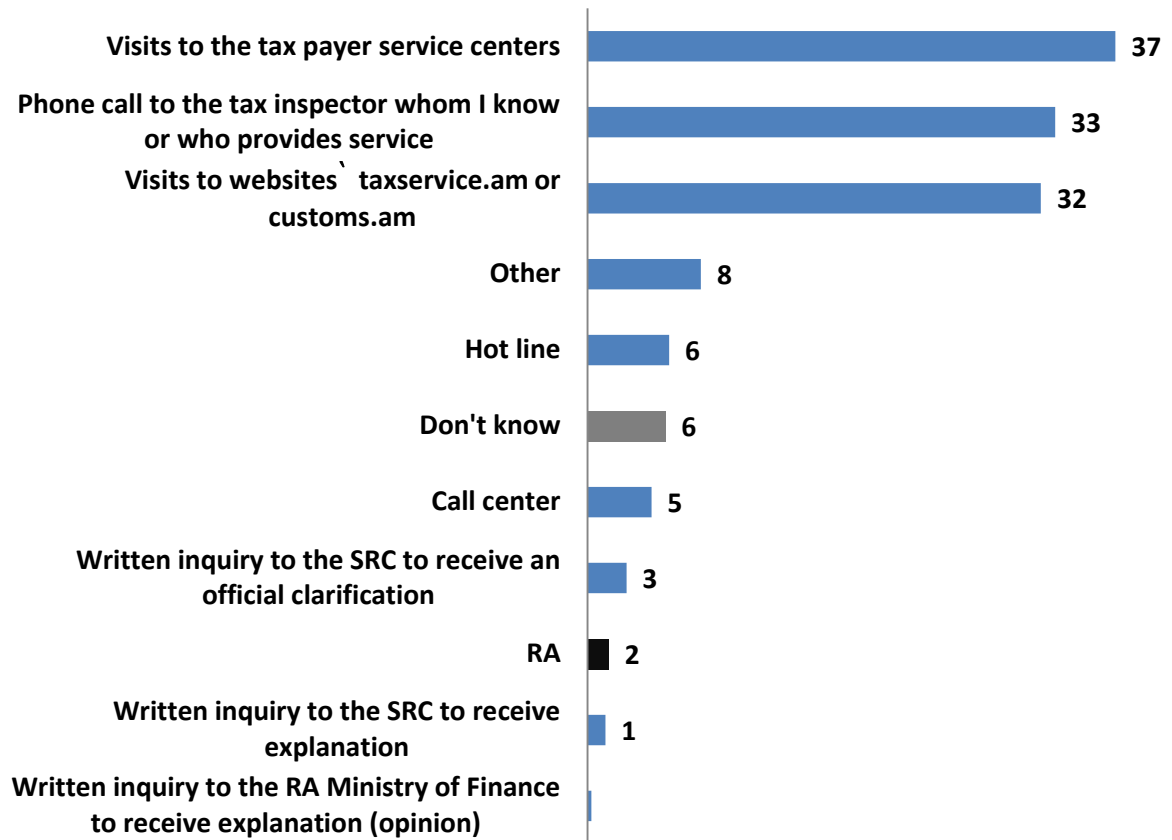 Visits to the tax payer service centers 37
Phone call to the tax inspector whom I know
or who provides service 33
Visits to websites` taxservice.am or
customs.am 32
Other 8
Hot line 6
Don't know 6
Call center 5
Written inquiry to the SRC to receive an
official clarification 3
RA 2
Written inquiry to the SRC to receive
explanation 1
Written inquiry to the RA Ministry of Finance
to receive explanation (opinion)